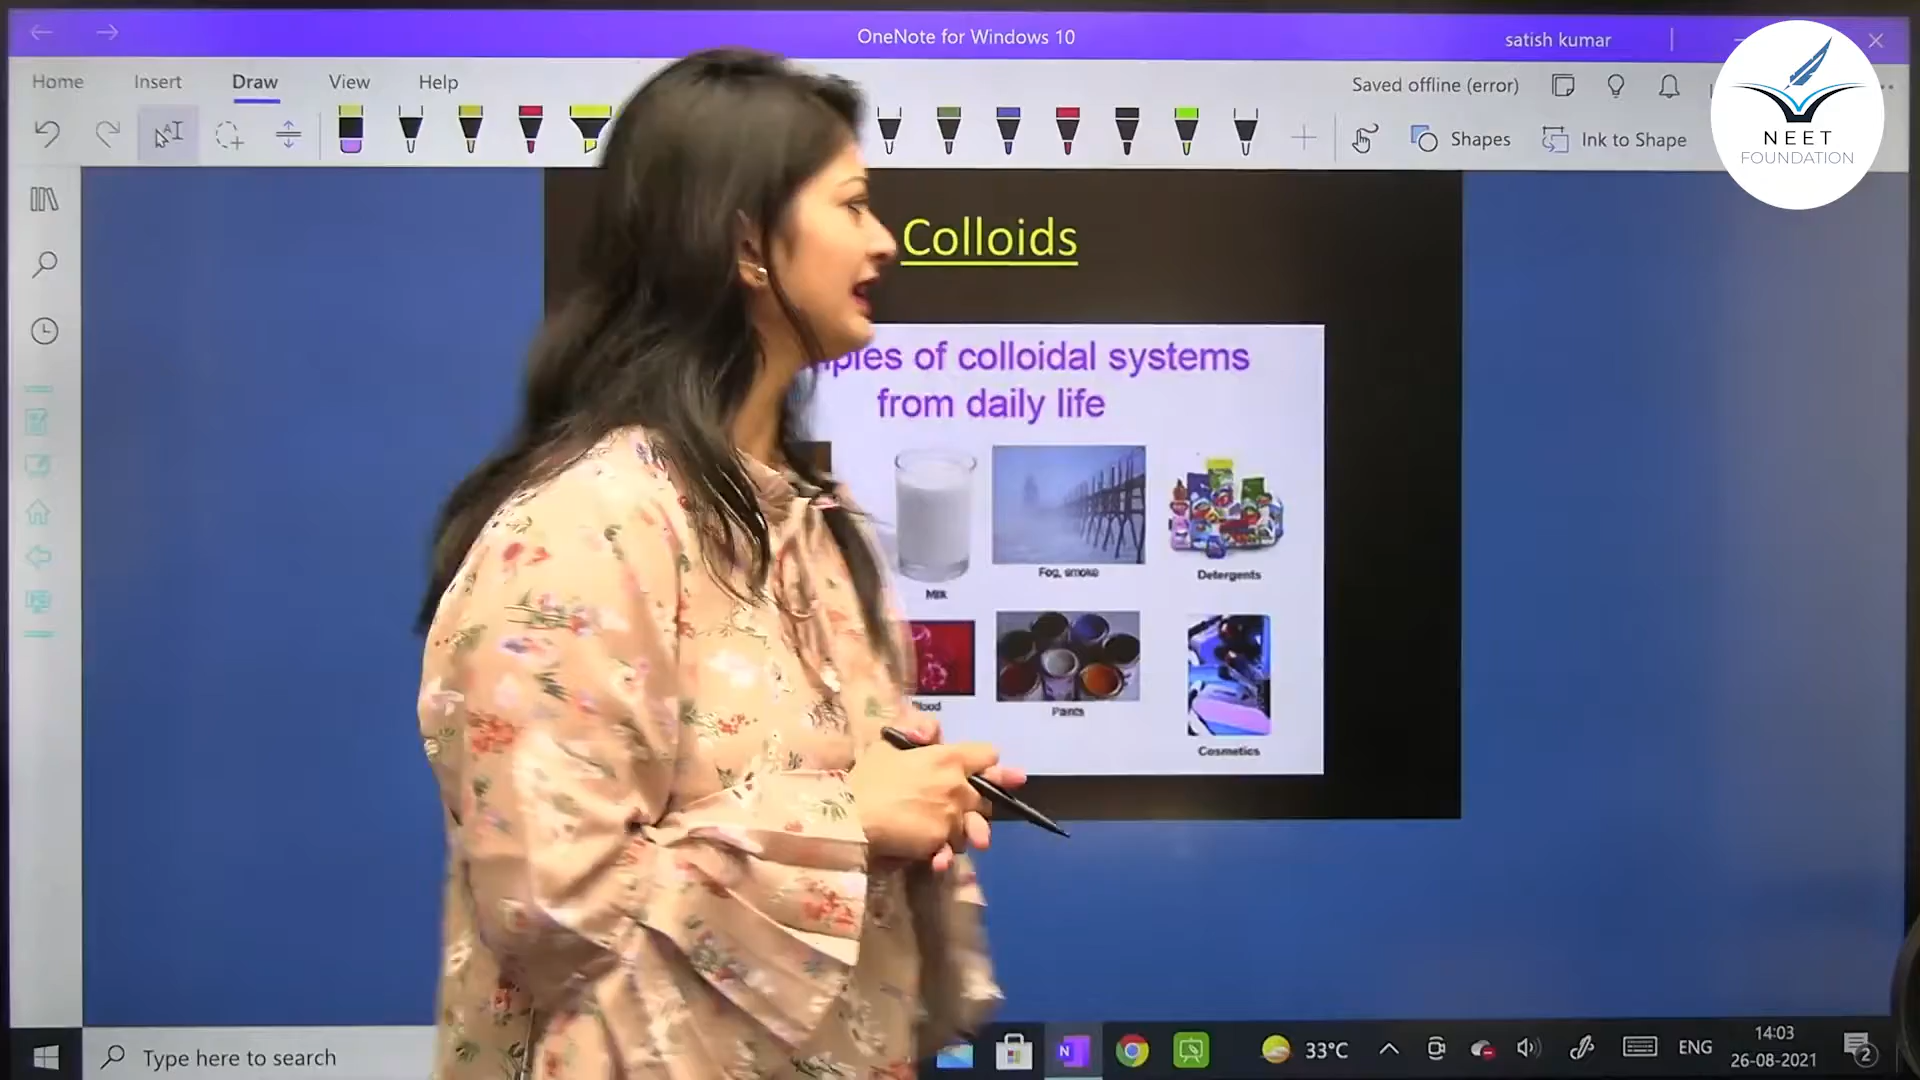 OneNote for Windows 10
satish kumar
Home Insert Draw View Help
Saved offline (error)
Shapes
Ink to Shape
NEET
FOUNDATION
Colloids
of colloidal systems
from daily life
Milk
Fog, smoke
Detergents
Blood
Paints
Cosmetics
Type here to search
33°C
ENG
14:03
26-08-2021
2